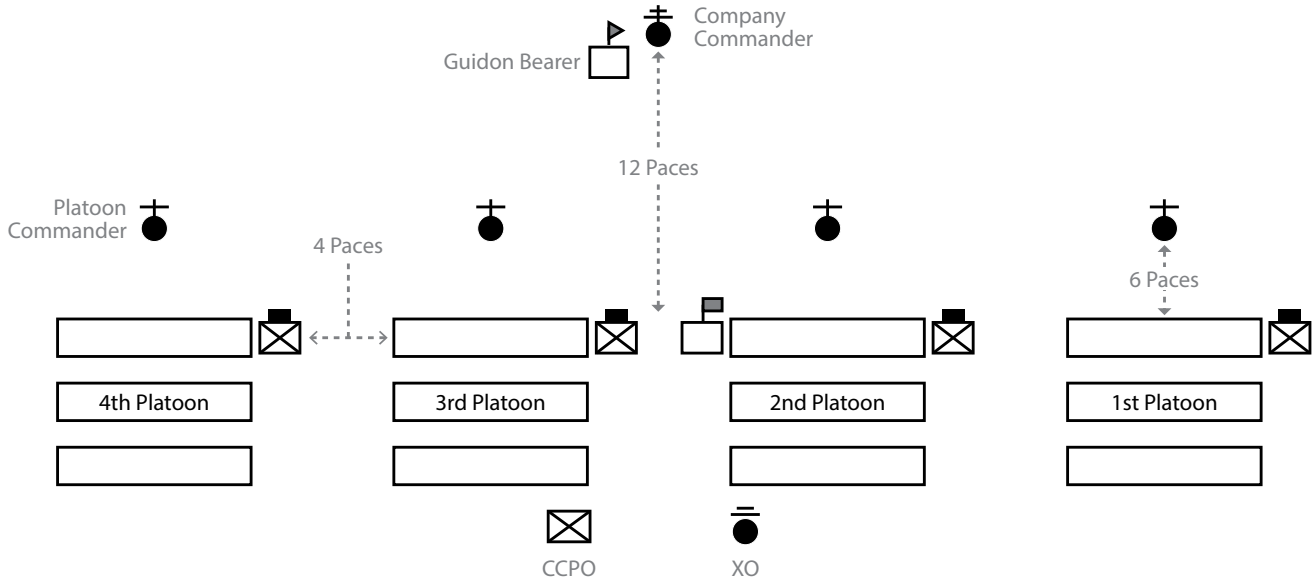 Company
Commander
Guidon Bearer
12 Paces
Platoon
Commander
4 Paces
6 Paces
4th Platoon
3rd Platoon
2nd Platoon
1st Platoon
CCPO
XO